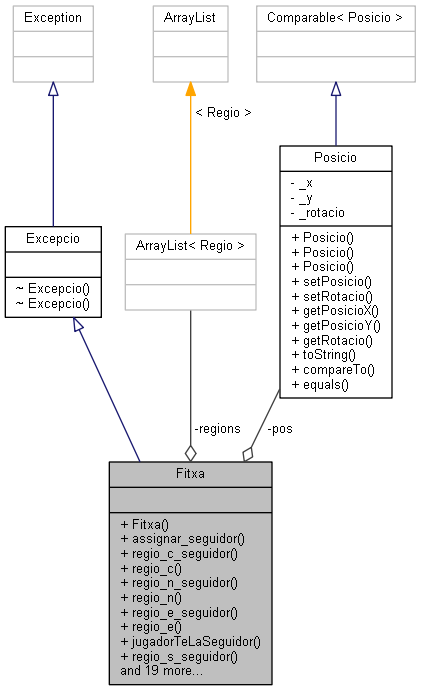 Exception
ArrayList
Comparable< Posicio >
< Regio >
Posicio
- _x
- _y
- _rotacio
+ Posicio()
+ Posicio()
+ Posicio()
+ setPosicio()
+ setRotacio()
+ getPosicioX()
+ getPosicioY()
+ getRotacio()
+ toString()
+ compareTo()
+ equals()
Excepcio
~ Excepcio()
~ Excepcio()
ArrayList< Regio >
-regions
-pos
Fitxa
+ Fitxa()
+ assignar_seguidor()
+ regio_c_seguidor()
+ regio_c()
+ regio_n_seguidor()
+ regio_n()
+ regio_e_seguidor()
+ regio_e()
+ jugadorTeLaSeguidor()
+ regio_s_seguidor()
and 19 more...